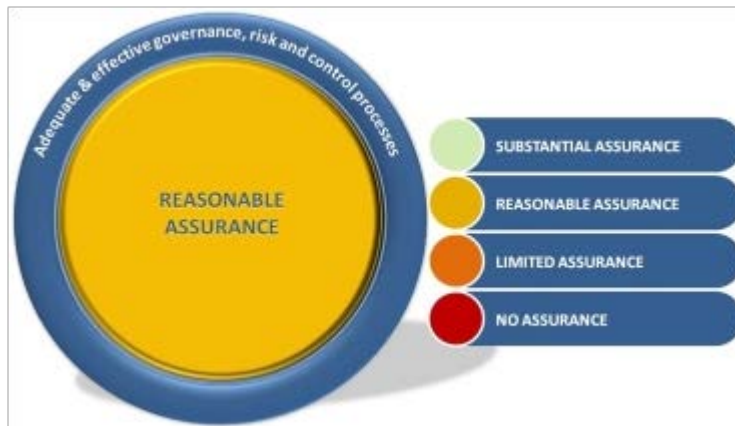 Adequate & effective governance, risk and control processes
REASONABLE
ASSURANCE
SUBSTANTIAL ASSURANCE
REASONABLE ASSURANCE
LIMITED ASSURANCE
NO ASSURANCE